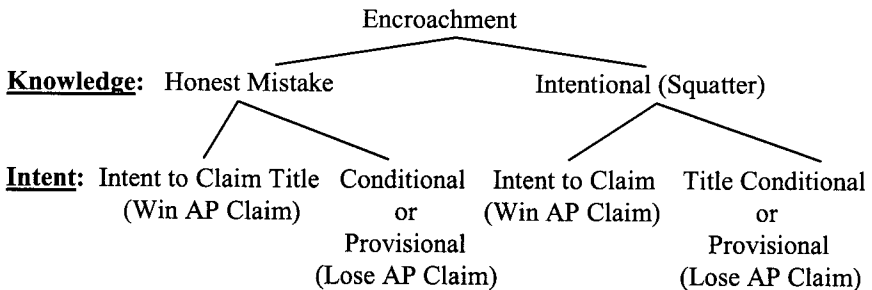 Encroachment
Knowledge: Honest Mistake Intentional (Squatter)
Intent: Intent to Claim Title Conditional Intent to Claim Title Conditional
(Win AP Claim) or (Win AP Claim) or
Provisional Provisional
(Lose AP Claim) (Lose AP Claim)